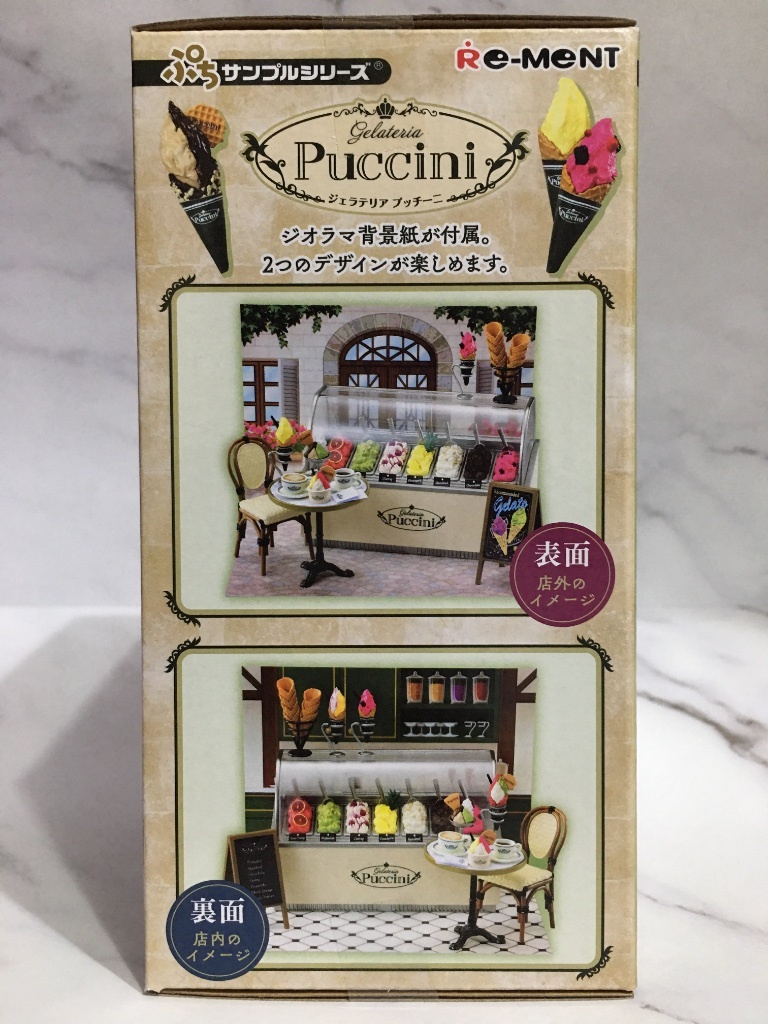 ぷちサンプルシリーズ®
Re-MeNT
Gelateria
Puccini
ジェラテリア プッチーニ
Puccini
Puccini
ジオラマ背景紙が付属。
2つのデザインが楽しめます。
Gelateria
Puccini
Gelato
表面
店外の
イメージ
Gelateria
Puccini
裏面
店内の
イメージ